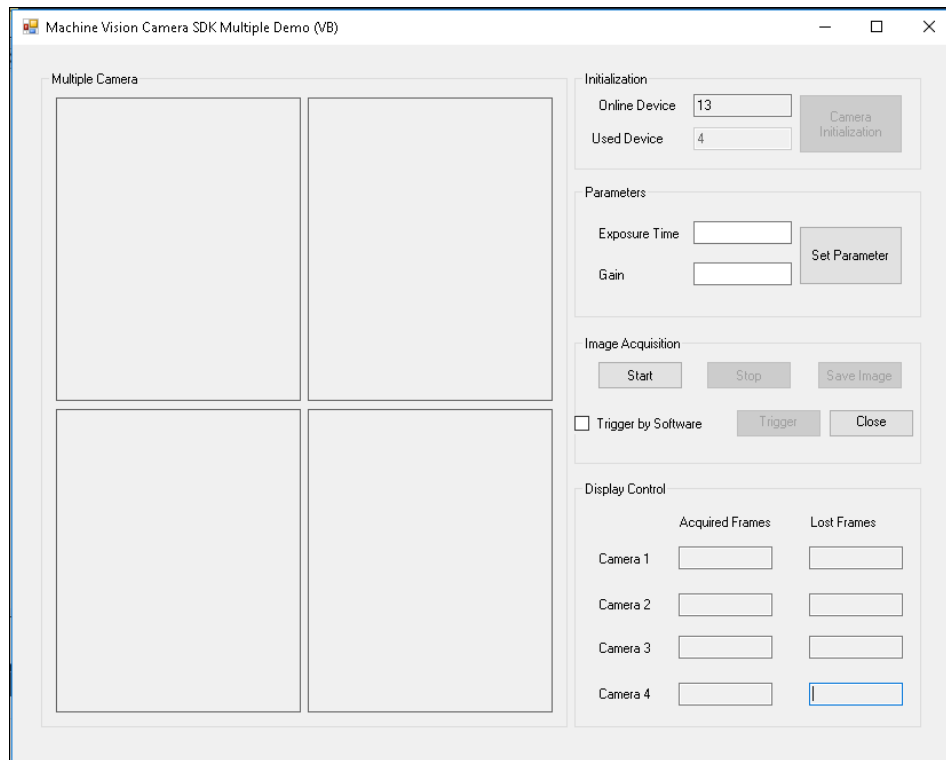 Machine Vision Camera SDK Multiple Demo (VB)
Multiple Camera
Initialization
Online Device 13
Used Device 4
Camera
Initialization
Parameters
Exposure Time
Gain
Set Parameter
Image Acquisition
Start Stop Save Image
Trigger by Software Trigger Close
Display Control
Acquired Frames Lost Frames
Camera 1
Camera 2
Camera 3
Camera 4